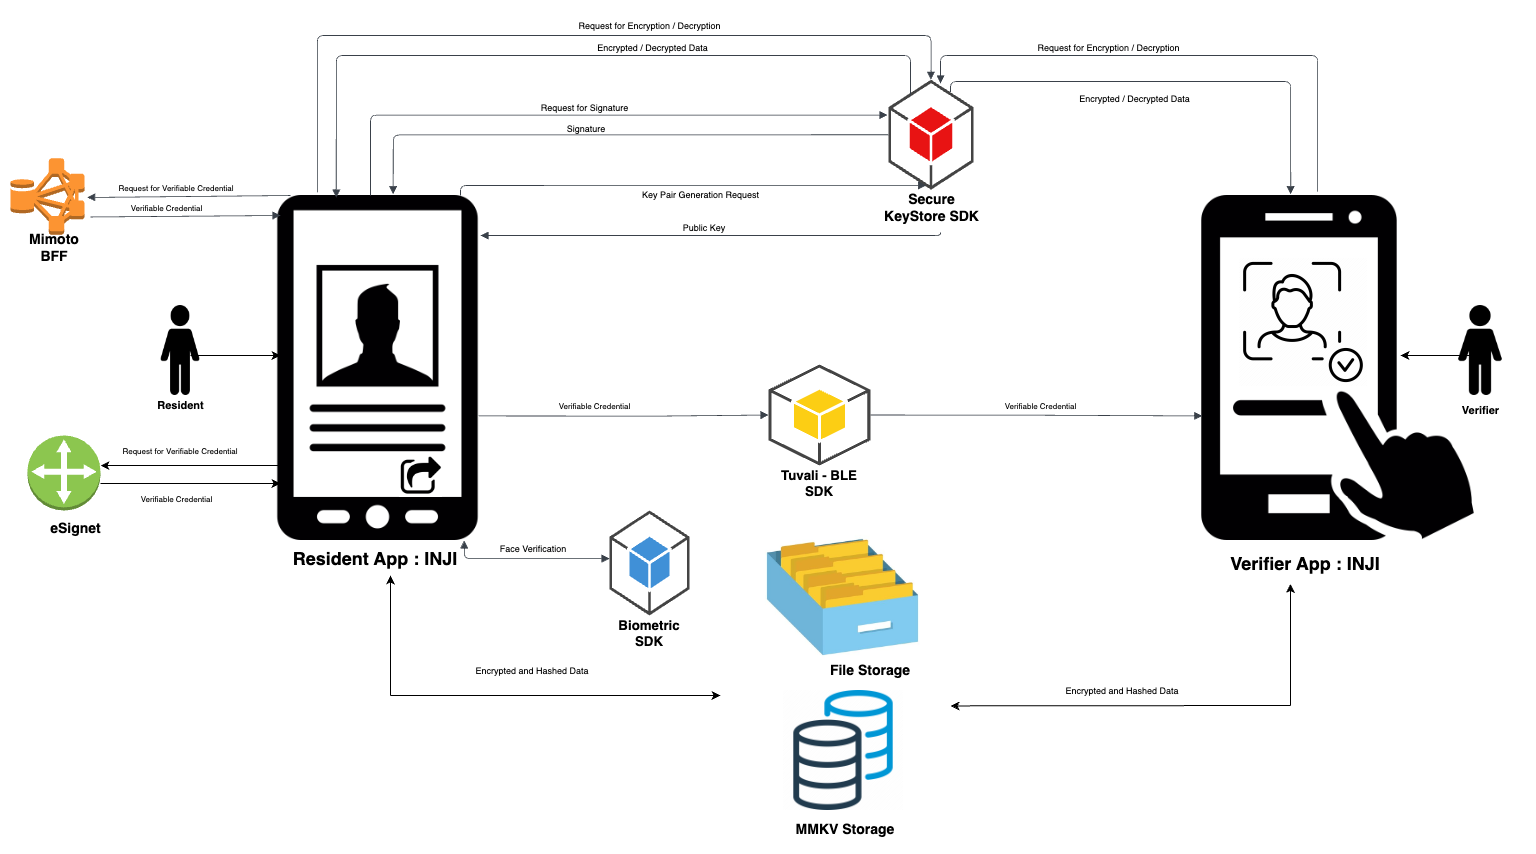 Request for Encryption / Decryption
Encrypted / Decrypted Data
Request for Encryption / Decryption
Encrypted / Decrypted Data
Request for Signature
Signature
Request for Verifiable Credential
Verifiable Credential
Key Pair Generation Request
Secure
KeyStore SDK
Public Key
Mimoto
BFF
Resident
Verifiable Credential
Verifiable Credential
Verifier
Request for Verifiable Credential
Verifiable Credential
Tuvali - BLE
SDK
eSignet
Resident App : INJI
Face Verification
Verifier App : INJI
Biometric
SDK
File Storage
Encrypted and Hashed Data
Encrypted and Hashed Data
MMKV Storage